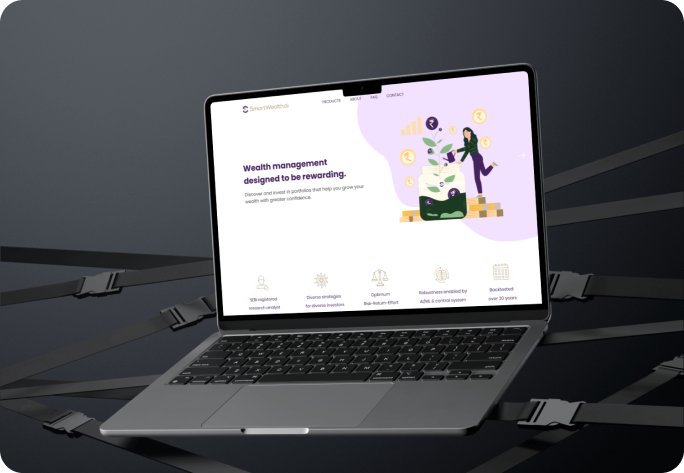 SmartWealthai
PRODUCTS ABOUT FAQ CONTACT
Wealth management
designed to be rewarding.
Discover and invest in portfolios that help you grow your
wealth with greater confidence.
SEBI registered
research analyst
Diverse strategies
for diverse investors
Optimum
Risk-Return-Effort
Robustness enabled by
AI/ML & control system
Backtested
over 20 years